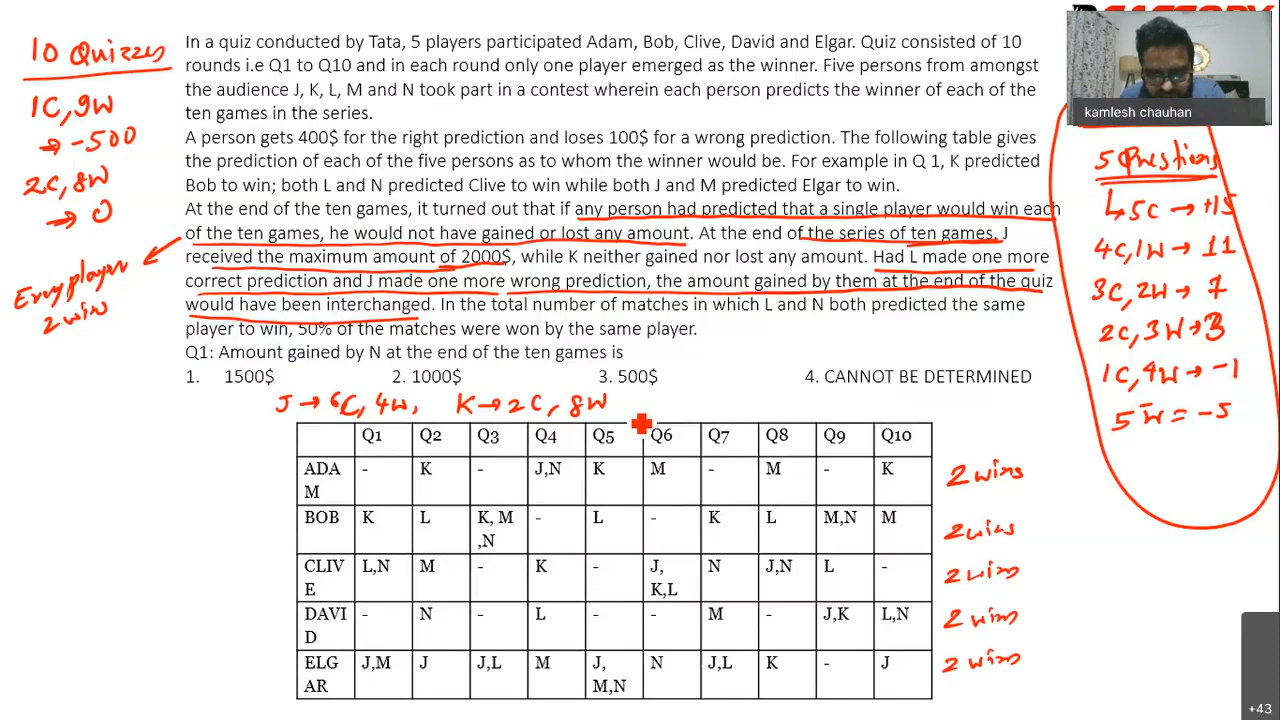 10 Quizzes
1C, 9W
→ -500
2C, 8W
→ 0
Every player
2 win
In a quiz conducted by Tata, 5 players participated Adam, Bob, Clive, David and Elgar. Quiz consisted of 10
rounds i.e Q1 to Q10 and in each round only one player emerged as the winner. Five persons from amongst
the audience J, K, L, M and N took part in a contest wherein each person predicts the winner of each of the
ten games in the series.
A person gets 400$ for the right prediction and loses 100$ for a wrong prediction. The following table gives
the prediction of each of the five persons as to whom the winner would be. For example in Q 1, K predicted
Bob to win; both L and N predicted Clive to win while both J and M predicted Elgar to win.
At the end of the ten games, it turned out that if any person had predicted that a single player would win each
of the ten games, he would not have gained or lost any amount. At the end of the series of ten games, J
received the maximum amount of 2000$, while K neither gained nor lost any amount. Had L made one more
correct prediction and J made one more wrong prediction, the amount gained by them at the end of the quiz
would have been interchanged. In the total number of matches in which L and N both predicted the same
player to win, 50% of the matches were won by the same player.
Q1: Amount gained by N at the end of the ten games is
1. 1500$ 2. 1000$ 3. 500$ 4. CANNOT BE DETERMINED
J → 6C, 4W, K → 2C, 8W
kamlesh chauhan
5 Questions
↳ 5C → +15
4C, 1W → 11
3C, 2W → 7
2C, 3W → 3
1C, 4W → -1
5W = -5
Q1 Q2 Q3 Q4 Q5 Q6 Q7 Q8 Q9 Q10
ADA - K - J,N K M - M - K 2 wins
M
BOB K L K, M - L - K L M,N M 2 wins
,N
CLIV L,N M - K - J, N J,N L - 2 wins
E K,L
DAVI - N - L - - M - J,K L,N 2 wins
D
ELG J,M J J,L M J, N J,L K - J 2 wins
AR M,N
+43